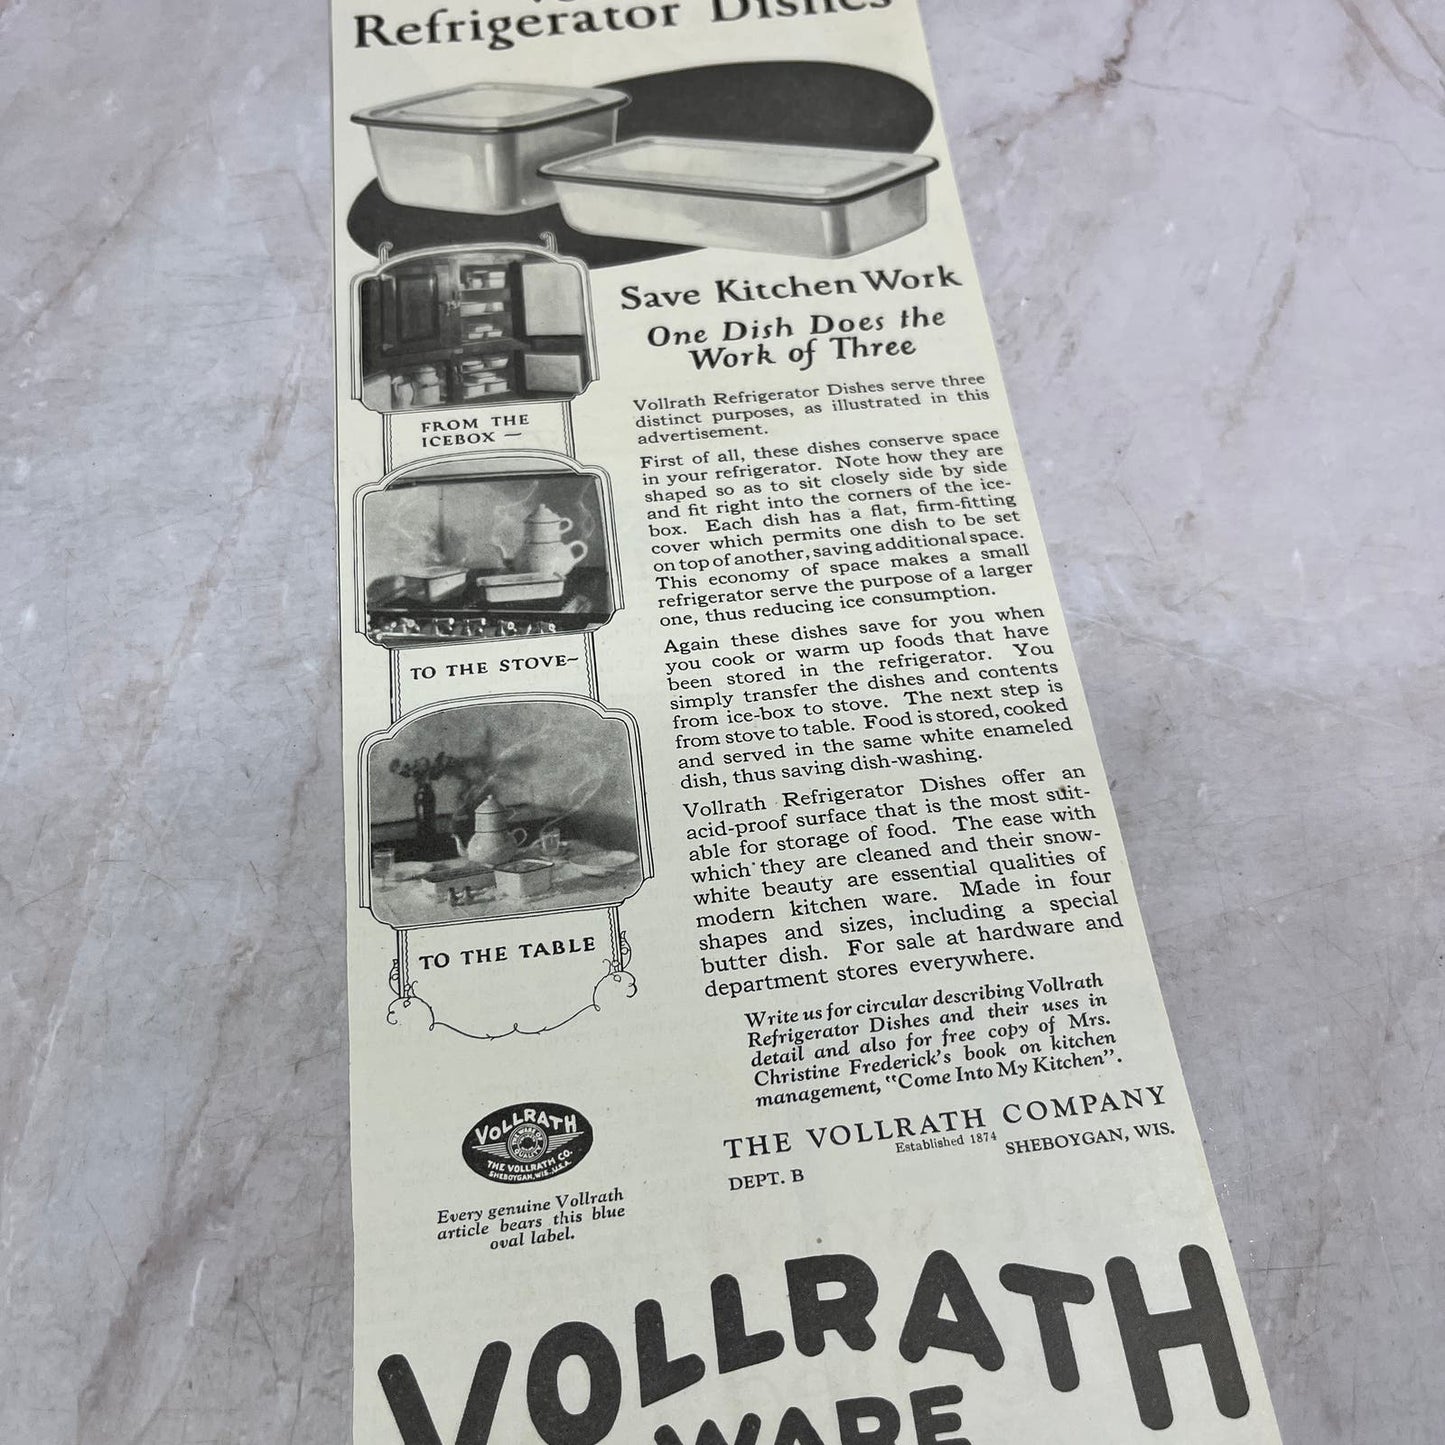 Refrigerator Dishes
Save Kitchen Work
One Dish Does the
Work of Three
Vollrath Refrigerator Dishes serve three
distinct purposes, as illustrated in this
advertisement.
First of all, these dishes conserve space
in your refrigerator. Note how they are
shaped so as to sit closely side by side
and fit right into the corners of the ice-
box. Each dish has a flat, firm-fitting
cover which permits one dish to be set
on top of another, saving additional space.
This economy of space makes a small
refrigerator serve the purpose of a larger
one, thus reducing ice consumption.
Again these dishes save for you when
you cook or warm up foods that have
been stored in the refrigerator. You
simply transfer the dishes and contents
from ice-box to stove. The next step is
from stove to table. Food is stored, cooked
and served in the same white enameled
dish, thus saving dish-washing.
Vollrath Refrigerator Dishes offer an
acid-proof surface that is the most suit-
able for storage of food. The ease with
which they are cleaned and their snow-
white beauty are essential qualities of
modern kitchen ware. Made in four
shapes and sizes, including a special
butter dish. For sale at hardware and
department stores everywhere.
Write us for circular describing Vollrath
Refrigerator Dishes and their uses in
detail and also for free copy of Mrs.
Christine Frederick's book on kitchen
management, "Come Into My Kitchen".
THE VOLLRATH COMPANY
Established 1874
SHEBOYGAN, WIS.
DEPT. B
FROM THE
ICEBOX —
TO THE STOVE~
TO THE TABLE
VOLLRATH
THE WARE OF
QUALITY
THE VOLLRATH CO.
SHEBOYGAN, WIS., U.S.A.
Every genuine Vollrath
article bears this blue
oval label.
VOLLRATH
WARE